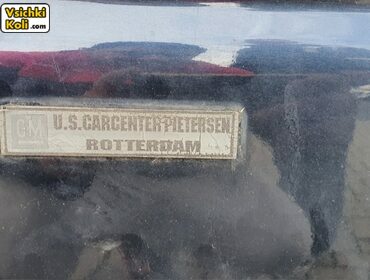 Vsichki
Koli.com
GM
U.S. CARCENTER PIETERSEN
ROTTERDAM